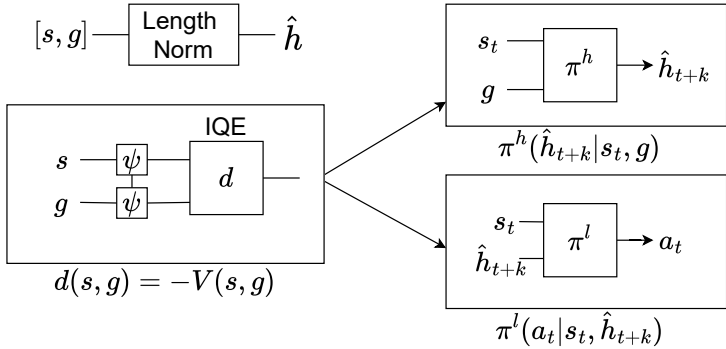 [s, g]
Length
Norm
ĥ
IQE
s
ψ
d
g
ψ
d(s, g) = −V(s, g)
s_t
π^h
ĥ_{t+k}
g
π^h(ĥ_{t+k}|s_t, g)
s_t
π^l
a_t
ĥ_{t+k}
π^l(a_t|s_t, ĥ_{t+k})